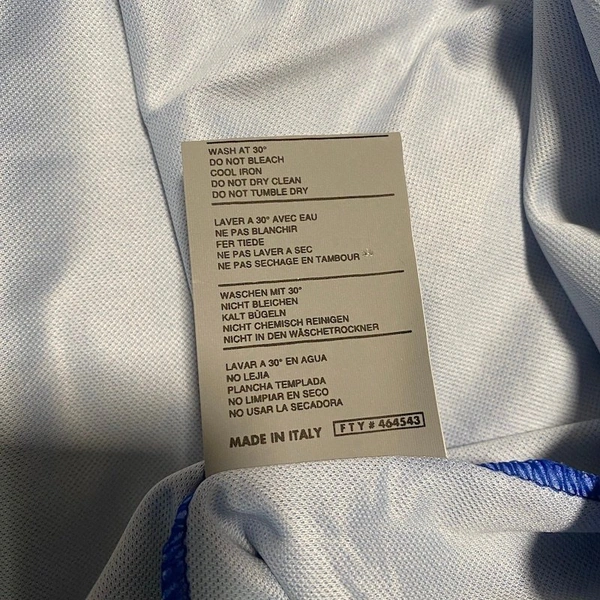 WASH AT 30°
DO NOT BLEACH
COOL IRON
DO NOT DRY CLEAN
DO NOT TUMBLE DRY
LAVER A 30° AVEC EAU
NE PAS BLANCHIR
FER TIEDE
NE PAS LAVER A SEC
NE PAS SECHAGE EN TAMBOUR
WASCHEN MIT 30°
NICHT BLEICHEN
KALT BÜGELN
NICHT CHEMISCH REINIGEN
NICHT IN DEN WÄSCHETROCKNER
LAVAR A 30° EN AGUA
NO LEJIA
PLANCHA TEMPLADA
NO LIMPIAR EN SECO
NO USAR LA SECADORA
MADE IN ITALY FTY # 464543